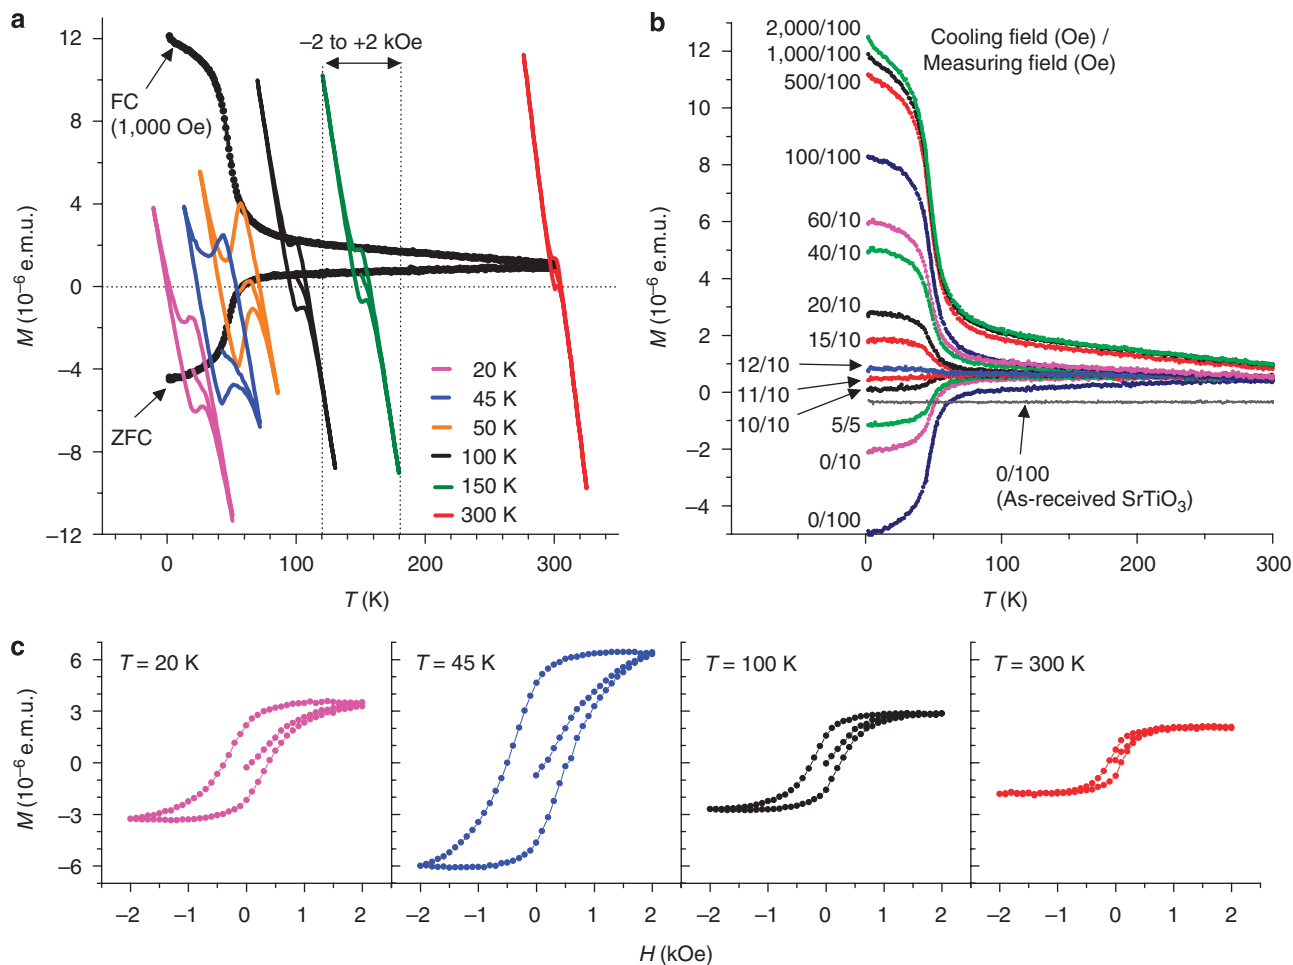 a
−2 to +2 kOe
FC
(1,000 Oe)
ZFC
12
8
4
0
−4
−8
−12
M (10⁻⁶ e.m.u.)
20 K
45 K
50 K
100 K
150 K
300 K
0 100 200 300
T (K)
b
Cooling field (Oe) /
Measuring field (Oe)
2,000/100
1,000/100
500/100
100/100
60/10
40/10
20/10
15/10
12/10
11/10
10/10
5/5
0/10
0/100
0/100
(As-received SrTiO₃)
12
10
8
6
4
2
0
−2
−4
M (10⁻⁶ e.m.u.)
0 100 200 300
T (K)
c
T = 20 K
T = 45 K
T = 100 K
T = 300 K
6
3
0
−3
−6
M (10⁻⁶ e.m.u.)
−2 −1 0 1 2
−2 −1 0 1 2
−2 −1 0 1 2
−2 −1 0 1 2
H (kOe)